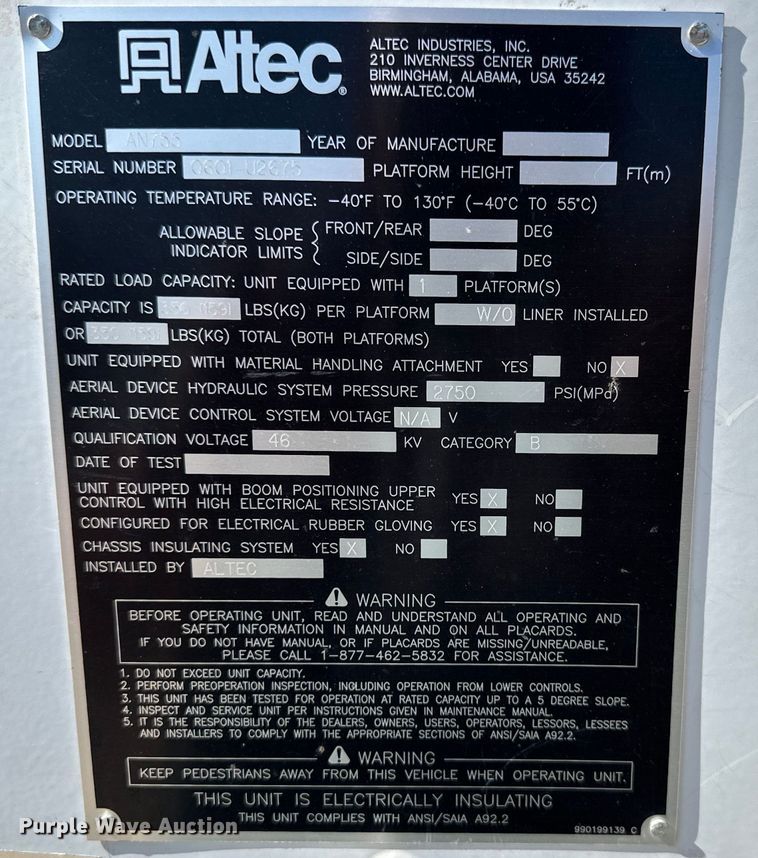 Altec
ALTEC INDUSTRIES, INC.
210 INVERNESS CENTER DRIVE
BIRMINGHAM, ALABAMA, USA 35242
WWW.ALTEC.COM
MODEL YEAR OF MANUFACTURE
SERIAL NUMBER PLATFORM HEIGHT FT(m)
OPERATING TEMPERATURE RANGE: -40°F TO 130°F (-40°C TO 55°C)
ALLOWABLE SLOPE INDICATOR LIMITS { FRONT/REAR DEG
SIDE/SIDE DEG
RATED LOAD CAPACITY: UNIT EQUIPPED WITH 1 PLATFORM(S)
CAPACITY IS LBS(KG) PER PLATFORM W/O LINER INSTALLED
OR LBS(KG) TOTAL (BOTH PLATFORMS)
UNIT EQUIPPED WITH MATERIAL HANDLING ATTACHMENT YES NO X
AERIAL DEVICE HYDRAULIC SYSTEM PRESSURE 2750 PSI(MPa)
AERIAL DEVICE CONTROL SYSTEM VOLTAGE N/A V
QUALIFICATION VOLTAGE 46 KV CATEGORY B
DATE OF TEST
UNIT EQUIPPED WITH BOOM POSITIONING UPPER
CONTROL WITH HIGH ELECTRICAL RESISTANCE YES X NO
CONFIGURED FOR ELECTRICAL RUBBER GLOVING YES X NO
CHASSIS INSULATING SYSTEM YES X NO
INSTALLED BY ALTEC
WARNING
BEFORE OPERATING UNIT, READ AND UNDERSTAND ALL OPERATING AND
SAFETY INFORMATION IN MANUAL AND ON ALL PLACARDS.
IF YOU DO NOT HAVE MANUAL, OR IF PLACARDS ARE MISSING/UNREADABLE,
PLEASE CALL 1-877-462-5832 FOR ASSISTANCE.
1. DO NOT EXCEED UNIT CAPACITY.
2. PERFORM PREOPERATION INSPECTION, INCLUDING OPERATION FROM LOWER CONTROLS.
3. THIS UNIT HAS BEEN TESTED FOR OPERATION AT RATED CAPACITY UP TO A 5 DEGREE SLOPE.
4. INSPECT AND SERVICE UNIT PER INSTRUCTIONS GIVEN IN MAINTENANCE MANUAL.
5. IT IS THE RESPONSIBILITY OF THE DEALERS, OWNERS, USERS, OPERATORS, LESSORS, LESSEES
AND INSTALLERS TO COMPLY WITH THE APPROPRIATE SECTIONS OF ANSI/SAIA A92.2.
WARNING
KEEP PEDESTRIANS AWAY FROM THIS VEHICLE WHEN OPERATING UNIT.
THIS UNIT IS ELECTRICALLY INSULATING
THIS UNIT COMPLIES WITH ANSI/SAIA A92.2
990199139 C
Purple Wave Auction